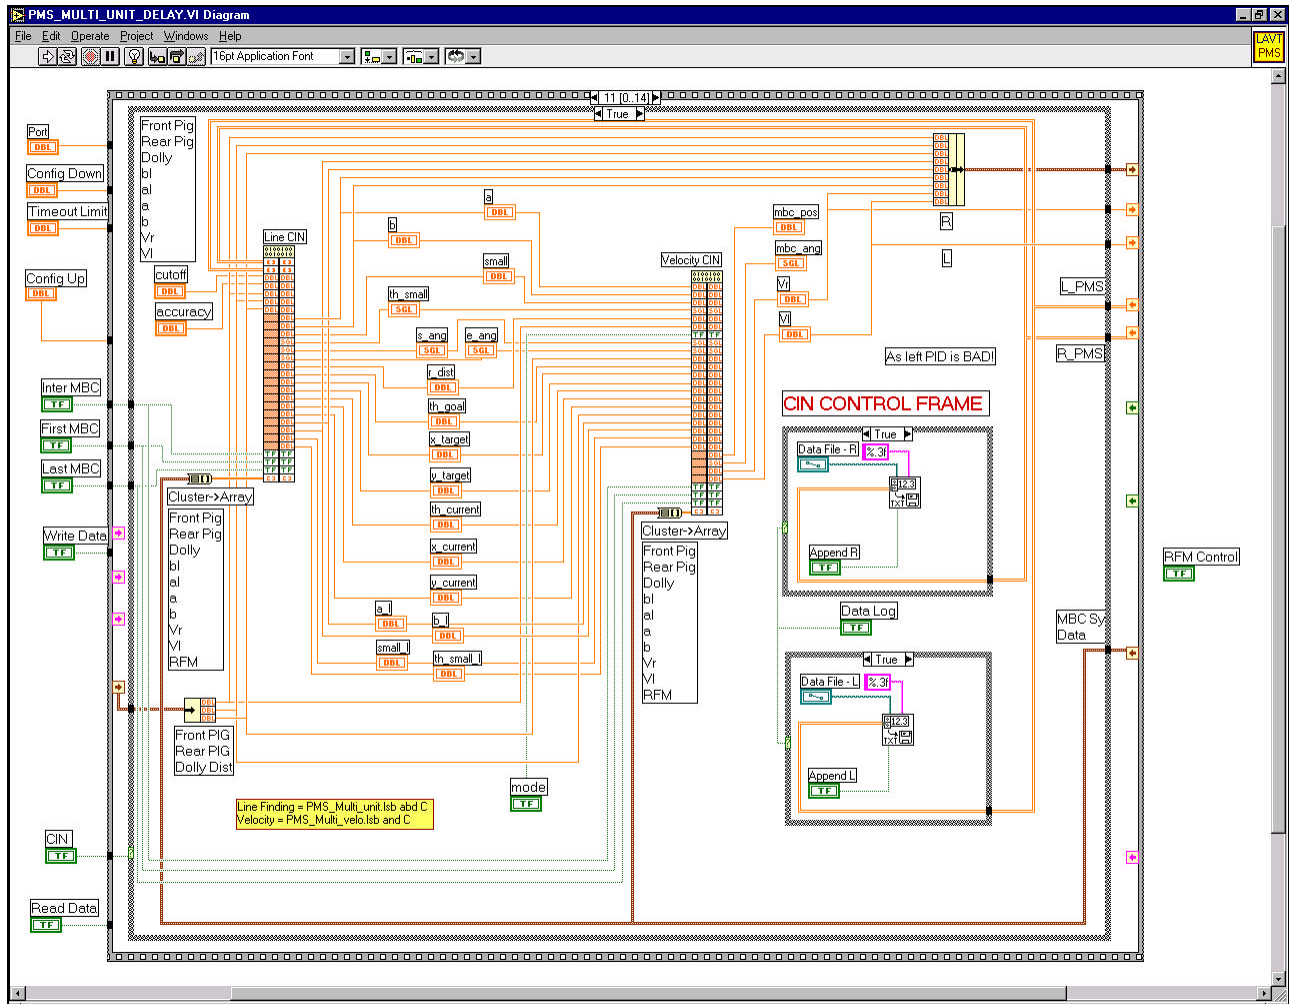 PMS_MULTI_UNIT_DELAY.VI Diagram
File Edit Operate Project Windows Help
16pt Application Font
LAVT
PMS
11 [0..14]
True
Port
DBL
Config Down
DBL
Timeout Limit
DBL
Config Up
DBL
Inter MBC
TF
First MBC
TF
Last MBC
TF
Write Data
TF
CIN
TF
Read Data
TF
Front Pig
Rear Pig
Dolly
bl
al
a
b
Vr
Vl
cutoff
DBL
accuracy
DBL
Line CIN
Cluster->Array
Front Pig
Rear Pig
Dolly
bl
al
a
b
Vr
Vl
RFM
Front PIG
Rear PIG
Dolly Dist
Line Finding = PMS_Multi_unit.lsb abd C
Velocity = PMS_Multi_velo.lsb and C
a
DBL
b
DBL
small
DBL
th_small
SGL
s_ang
SGL
e_ang
SGL
r_dist
DBL
th_goal
DBL
x_target
DBL
y_target
DBL
th_current
DBL
x_current
DBL
y_current
DBL
a_l
DBL
b_l
DBL
small_l
DBL
th_small_l
DBL
mode
TF
Velocity CIN
Cluster->Array
Front Pig
Rear Pig
Dolly
bl
al
a
b
Vr
Vl
RFM
mbc_pos
DBL
mbc_ang
SGL
Vr
DBL
Vl
DBL
R
L
L_PMS
R_PMS
As left PID is BAD!
CIN CONTROL FRAME
True
Data File - R
%.3f
12.3
TXT
Append R
TF
Data Log
TF
True
Data File - L
%.3f
12.3
TXT
Append L
TF
MBC Sy
Data
RFM Control
TF